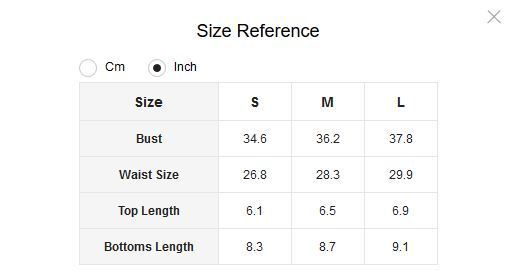 Size Reference
Cm Inch
Size S M L
Bust 34.6 36.2 37.8
Waist Size 26.8 28.3 29.9
Top Length 6.1 6.5 6.9
Bottoms Length 8.3 8.7 9.1